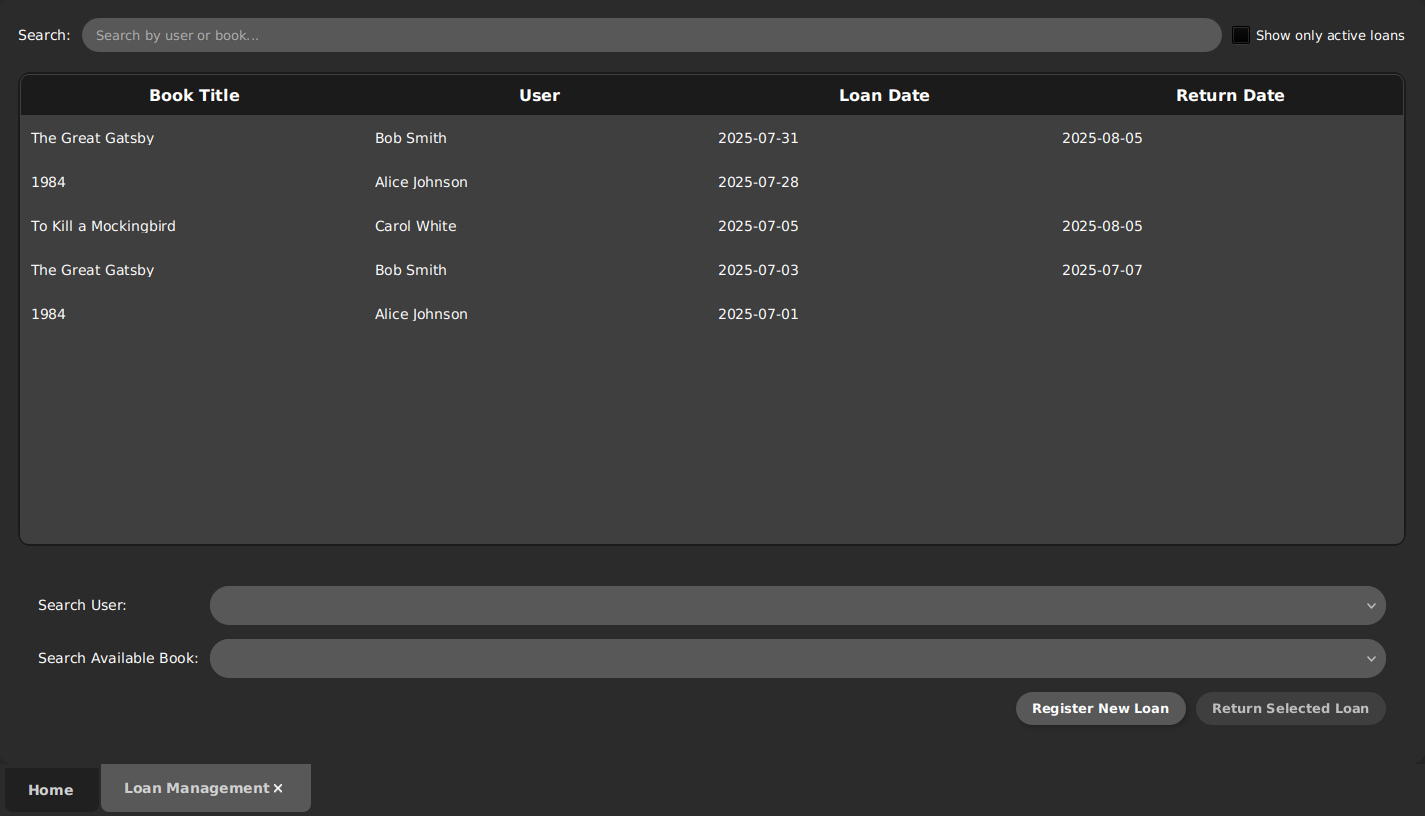 Search: Search by user or book... Show only active loans
Book Title User Loan Date Return Date
The Great Gatsby Bob Smith 2025-07-31 2025-08-05
1984 Alice Johnson 2025-07-28
To Kill a Mockingbird Carol White 2025-07-05 2025-08-05
The Great Gatsby Bob Smith 2025-07-03 2025-07-07
1984 Alice Johnson 2025-07-01
Search User:
Search Available Book:
Register New Loan Return Selected Loan
Home Loan Management